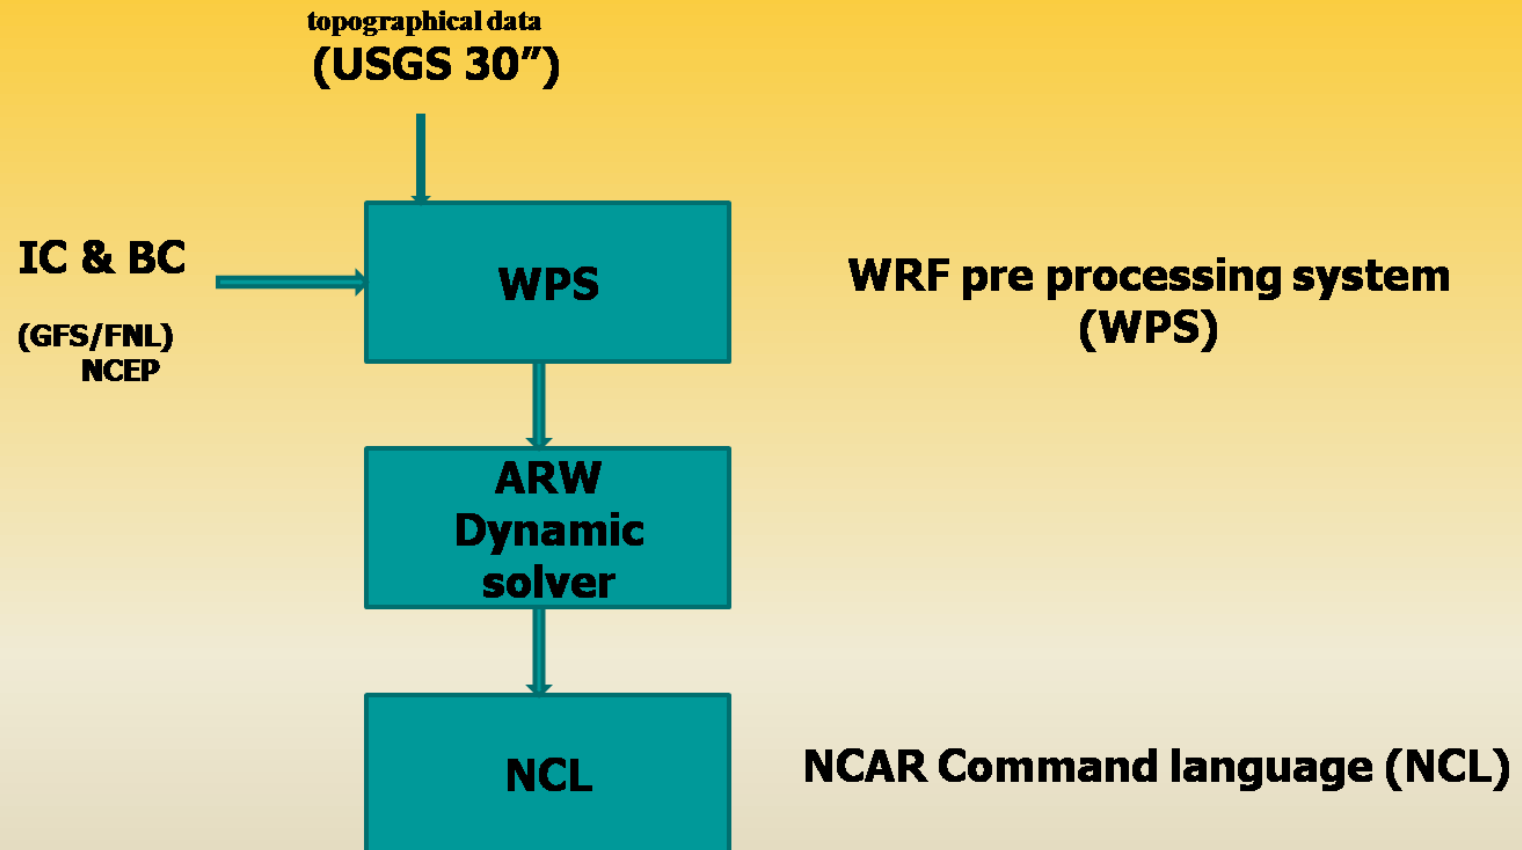 topographical data
(USGS 30”)
IC & BC
(GFS/FNL)
NCEP
WPS
WRF pre processing system
(WPS)
ARW
Dynamic
solver
NCL
NCAR Command language (NCL)